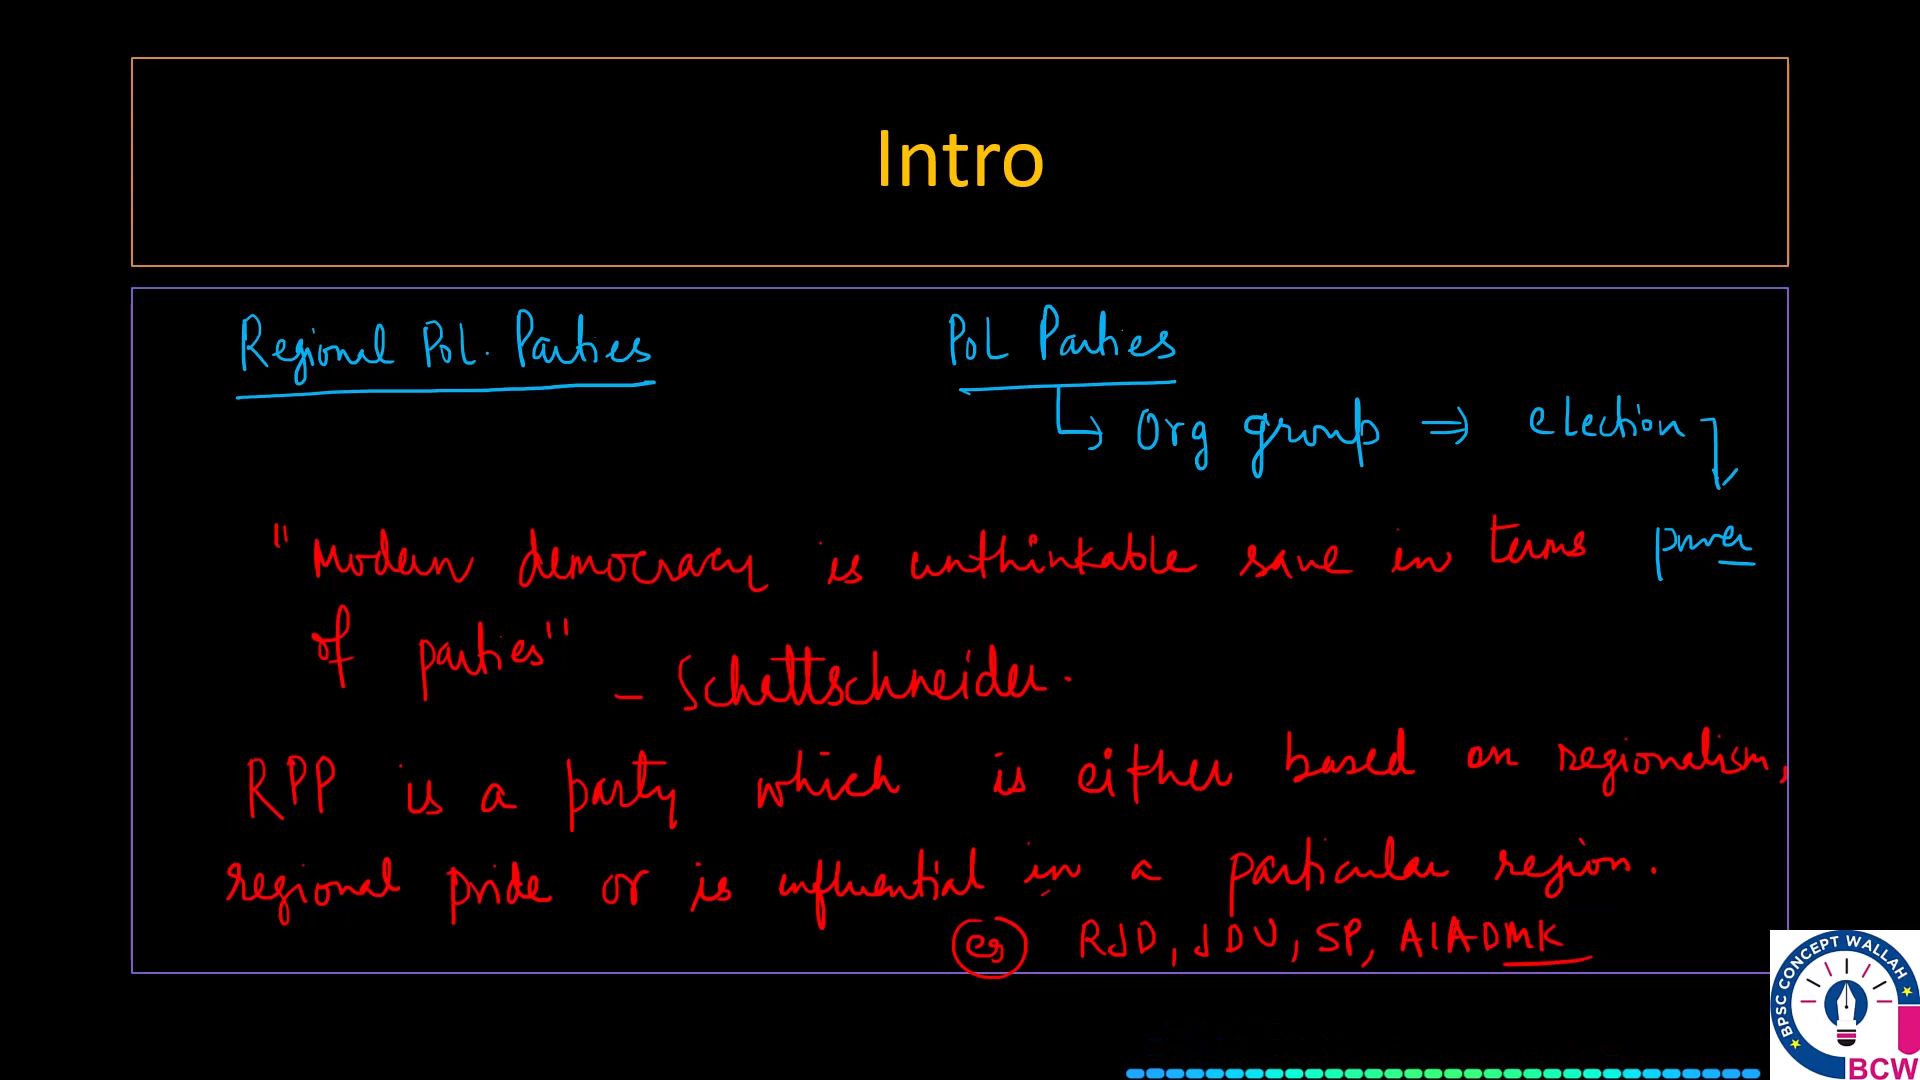 Intro
Regional Pol. Parties
Pol Parties
↳ Org group ⇒ election
power
"Modern democracy is unthinkable save in terms
of parties"
- Schattschneider.
RPP is a party which is either based on regionalism,
regional pride or is influential in a particular region.
eg RJD, JDU, SP, AIADMK
BPSC CONCEPT WALLAH
BCW